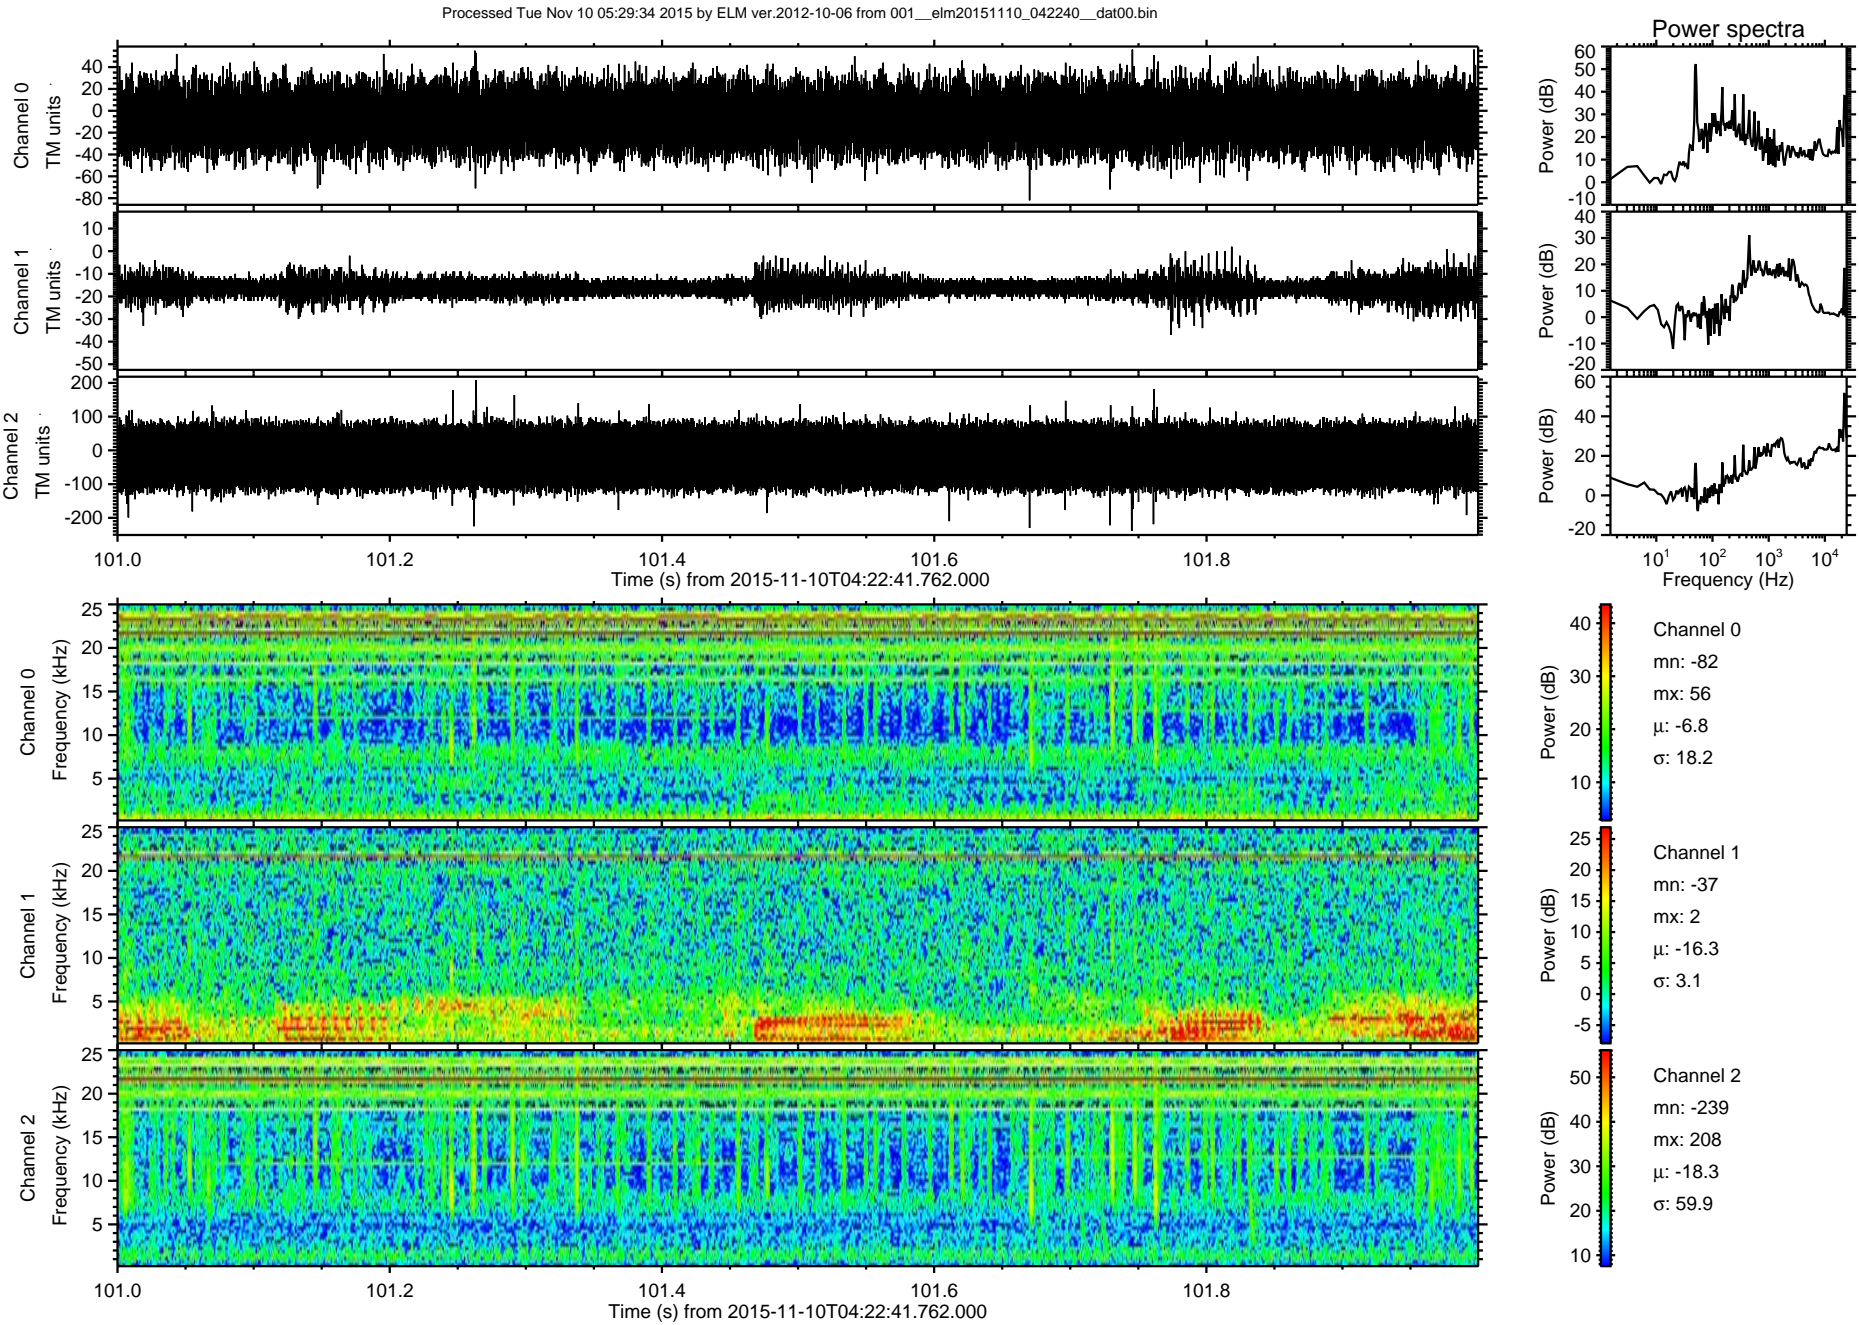 Processed Tue Nov 10 05:29:34 2015 by ELM ver.2012-10-06 from 001__elm20151110_042240__dat00.bin
Power spectra
Channel 0
TM units
40
20
0
-20
-40
-60
-80
Power (dB)
60
50
40
30
20
10
0
-10
Channel 1
TM units
10
0
-10
-20
-30
-40
-50
Power (dB)
40
30
20
10
0
-10
-20
Channel 2
TM units
200
100
0
-100
-200
Power (dB)
60
40
20
0
-20
101.0 101.2 101.4 101.6 101.8
Time (s) from 2015-11-10T04:22:41.762.000
10^1 10^2 10^3 10^4
Frequency (Hz)
Channel 0
Frequency (kHz)
25
20
15
10
5
Power (dB)
40
30
20
10
Channel 0
mn: -82
mx: 56
μ: -6.8
σ: 18.2
Channel 1
Frequency (kHz)
25
20
15
10
5
Power (dB)
25
20
15
10
5
0
-5
Channel 1
mn: -37
mx: 2
μ: -16.3
σ: 3.1
Channel 2
Frequency (kHz)
25
20
15
10
5
Power (dB)
50
40
30
20
10
Channel 2
mn: -239
mx: 208
μ: -18.3
σ: 59.9
101.0 101.2 101.4 101.6 101.8
Time (s) from 2015-11-10T04:22:41.762.000